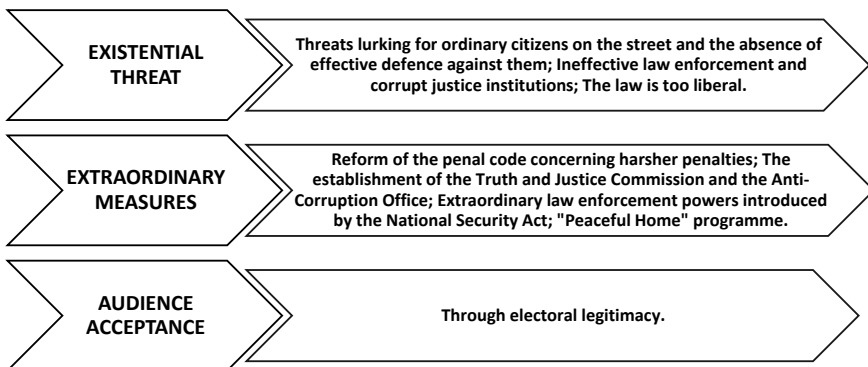 EXISTENTIAL
THREAT
Threats lurking for ordinary citizens on the street and the absence of
effective defence against them; Ineffective law enforcement and
corrupt justice institutions; The law is too liberal.
EXTRAORDINARY
MEASURES
Reform of the penal code concerning harsher penalties; The
establishment of the Truth and Justice Commission and the Anti-
Corruption Office; Extraordinary law enforcement powers introduced
by the National Security Act; "Peaceful Home" programme.
AUDIENCE
ACCEPTANCE
Through electoral legitimacy.